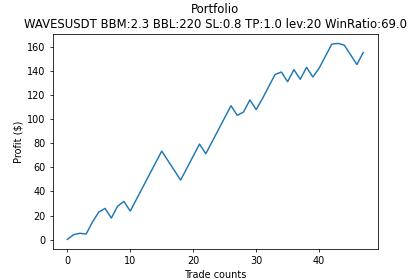 Portfolio
WAVESUSDT BBM:2.3 BBL:220 SL:0.8 TP:1.0 lev:20 WinRatio:69.0
160
140
120
100
80
60
40
20
0
Profit ($)
0 10 20 30 40
Trade counts